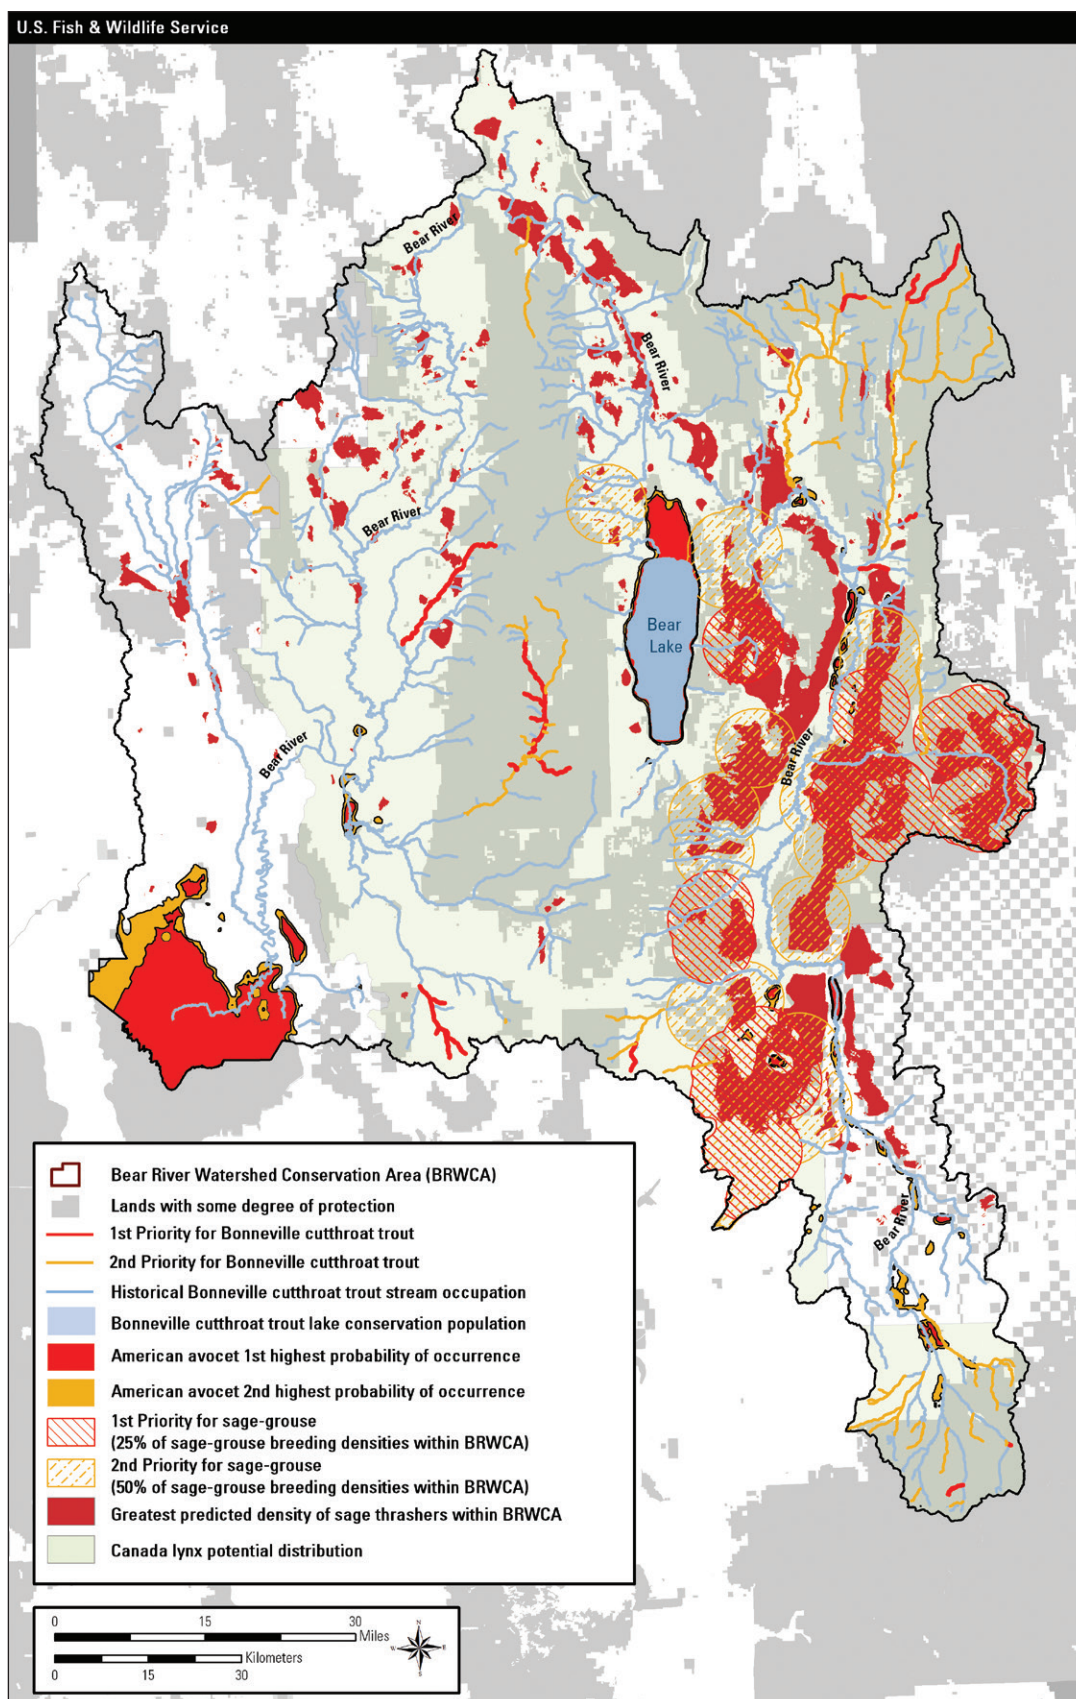 U.S. Fish & Wildlife Service
Bear River
Bear River
Bear River
Bear
Lake
Bear River
Bear River
Bear River
Bear River Watershed Conservation Area (BRWCA)
Lands with some degree of protection
1st Priority for Bonneville cutthroat trout
2nd Priority for Bonneville cutthroat trout
Historical Bonneville cutthroat trout stream occupation
Bonneville cutthroat trout lake conservation population
American avocet 1st highest probability of occurrence
American avocet 2nd highest probability of occurrence
1st Priority for sage-grouse
(25% of sage-grouse breeding densities within BRWCA)
2nd Priority for sage-grouse
(50% of sage-grouse breeding densities within BRWCA)
Greatest predicted density of sage thrashers within BRWCA
Canada lynx potential distribution
0 15 30
Miles
Kilometers
0 15 30
N
W E
S